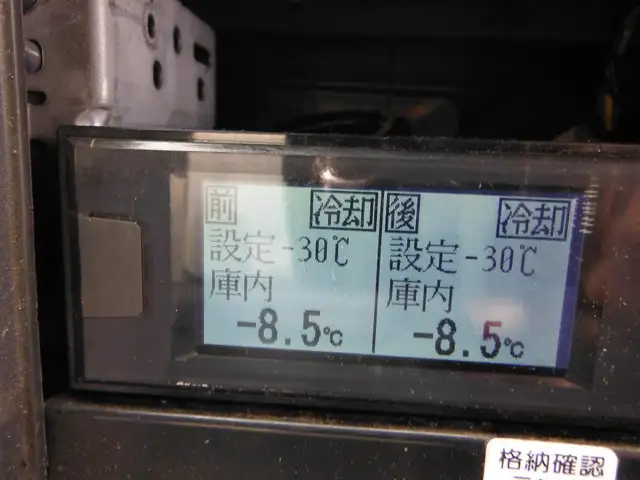 前 冷却
設定 -30℃
庫内
-8.5℃
後 冷却
設定 -30℃
庫内
-8.5℃
格納確認